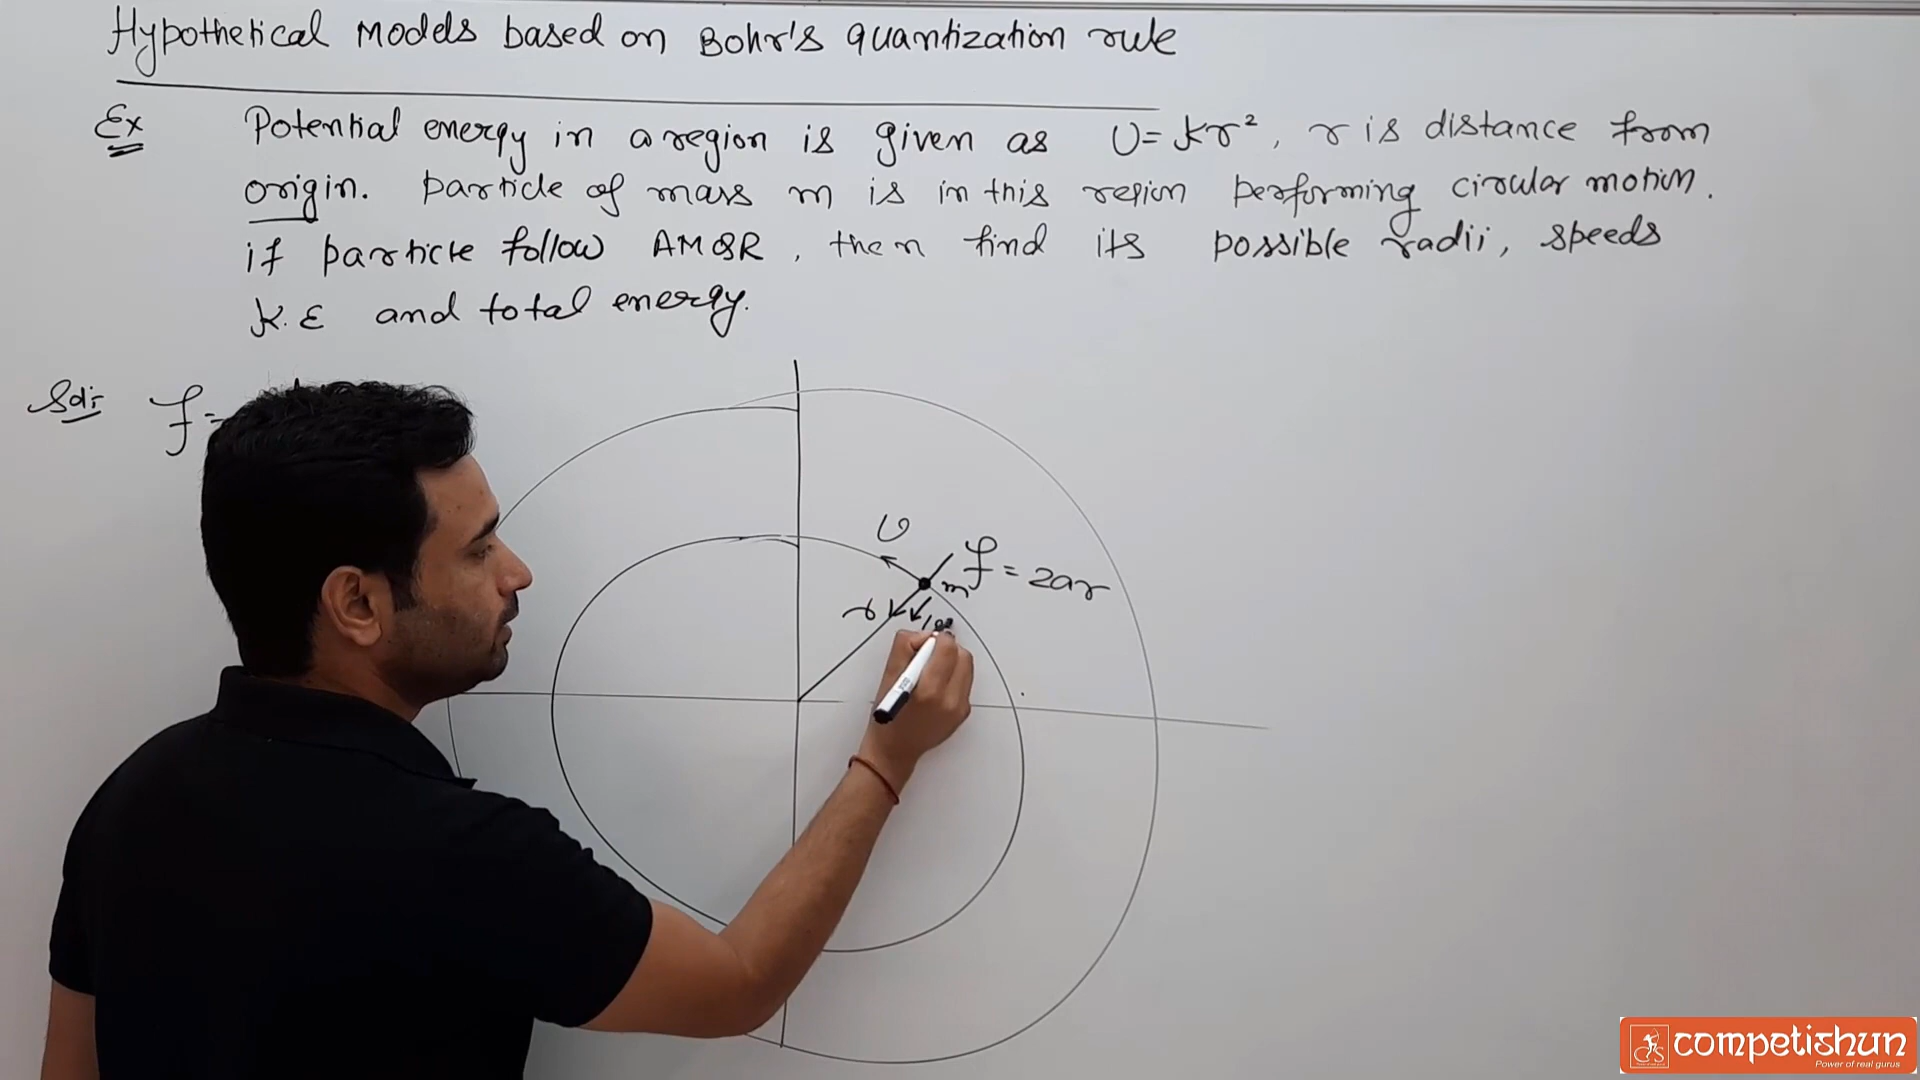 Hypothetical Models based on Bohr's quantization rule
Ex Potential energy in a region is given as U = kr², r is distance from
origin. particle of mass m is in this region performing circular motion.
if particle follow AMQR, then find its possible radii, speeds
K.E and total energy.
Sol:- f =
v
f = 2ar
m
r
competishun
Power of real gurus